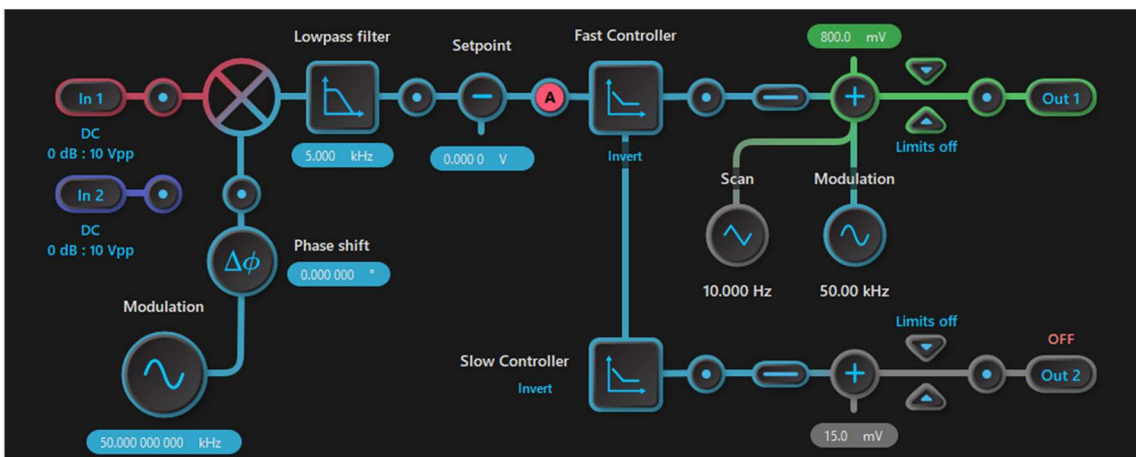 Lowpass filter
Setpoint
Fast Controller
800.0 mV
In 1
A
Out 1
DC
0 dB : 10 Vpp
5.000 kHz
0.000 0 V
Invert
Limits off
In 2
DC
0 dB : 10 Vpp
Scan
Modulation
Δϕ
Phase shift
0.000 000 °
10.000 Hz
50.00 kHz
Modulation
Limits off
OFF
Slow Controller
Invert
Out 2
50.000 000 000 kHz
15.0 mV